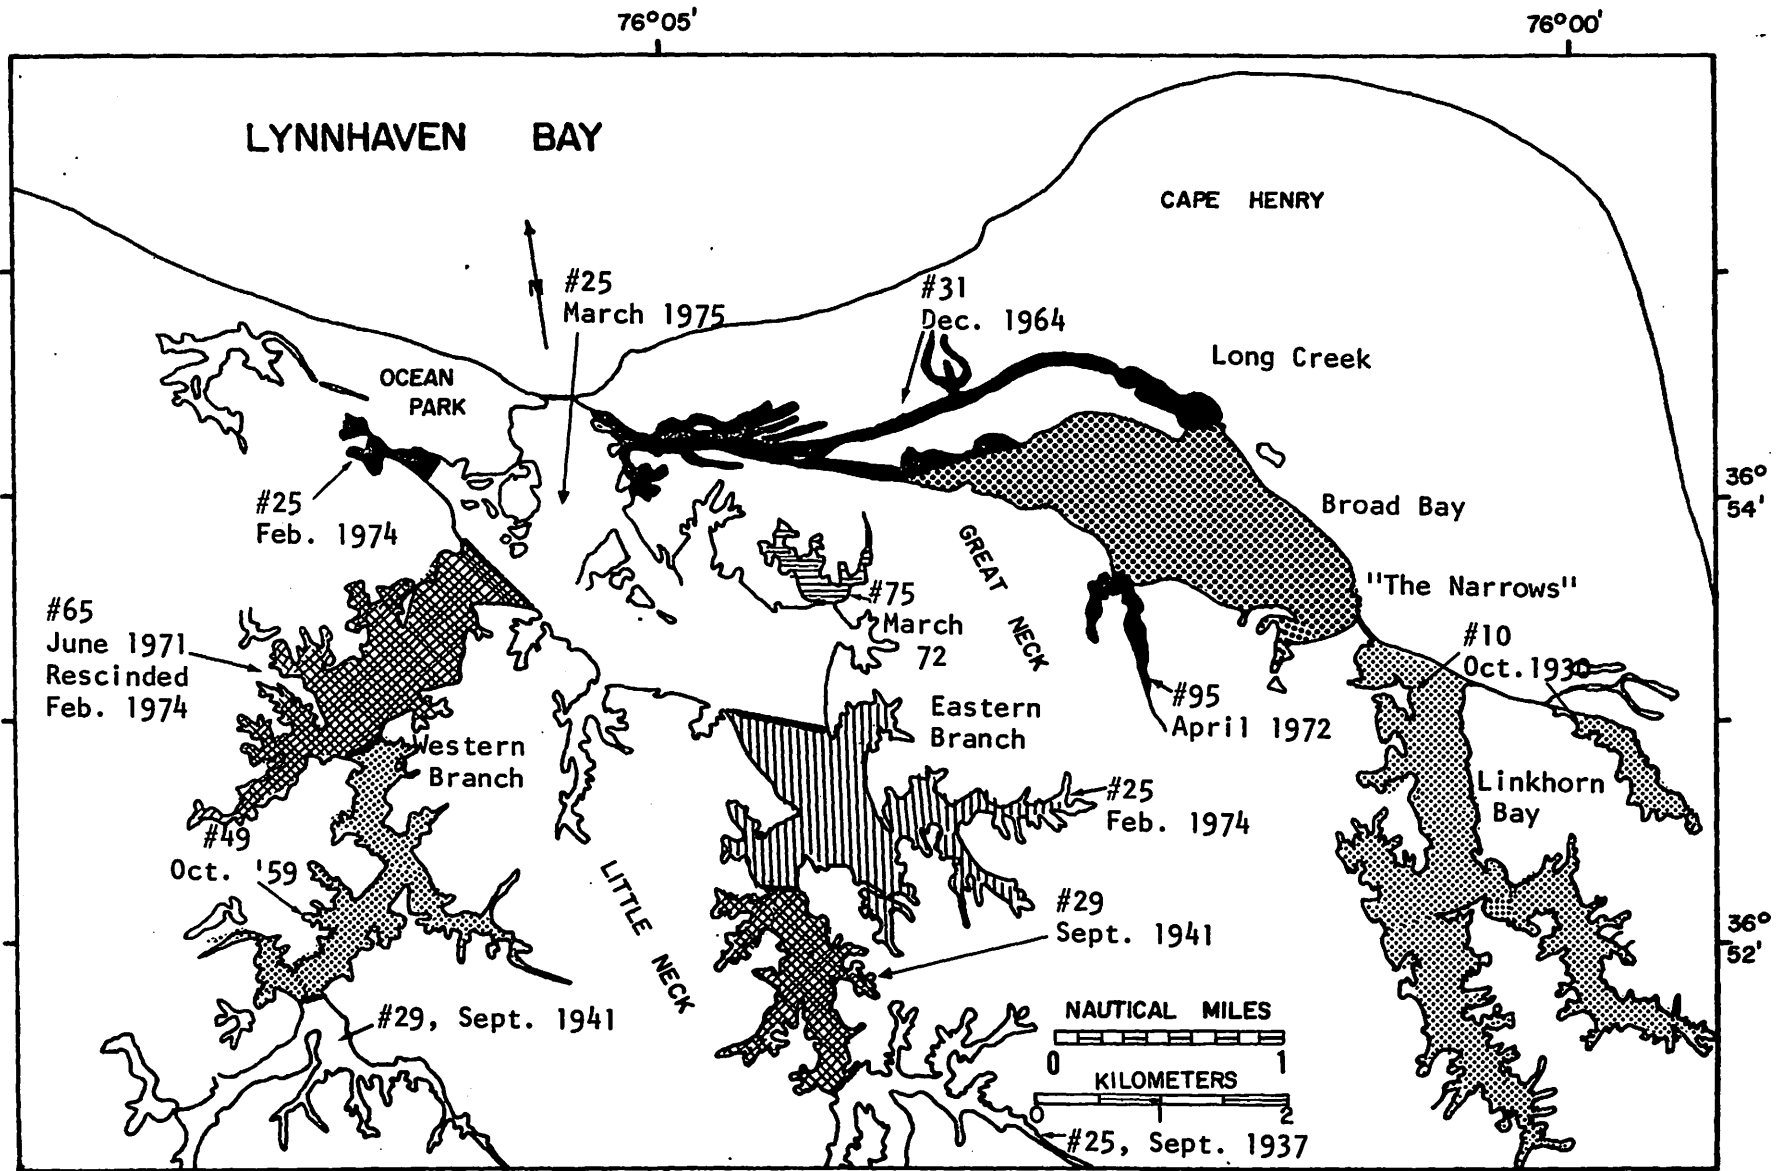 76°05'
76°00'
LYNNHAVEN BAY
CAPE HENRY
#25
March 1975
#31
Dec. 1964
Long Creek
OCEAN
PARK
36°
54'
#25
Feb. 1974
Broad Bay
GREAT NECK
"The Narrows"
#65
June 1971
Rescinded
Feb. 1974
#75
March
72
#10
Oct. 1930
#95
April 1972
Eastern
Branch
Western
Branch
Linkhorn
Bay
#25
Feb. 1974
#49
Oct. '59
LITTLE NECK
#29
Sept. 1941
36°
52'
#29, Sept. 1941
NAUTICAL MILES
0 1
KILOMETERS
0 2
#25, Sept. 1937